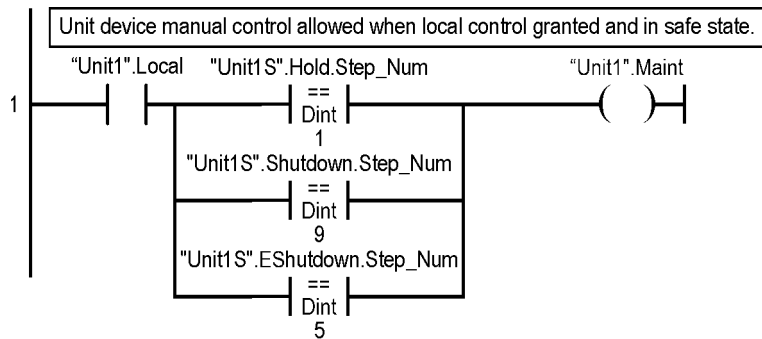 Unit device manual control allowed when local control granted and in safe state.
“Unit1".Local "Unit1S".Hold.Step_Num “Unit1".Maint
1
==
Dint
1
"Unit1S".Shutdown.Step_Num
==
Dint
9
"Unit1S".EShutdown.Step_Num
==
Dint
5